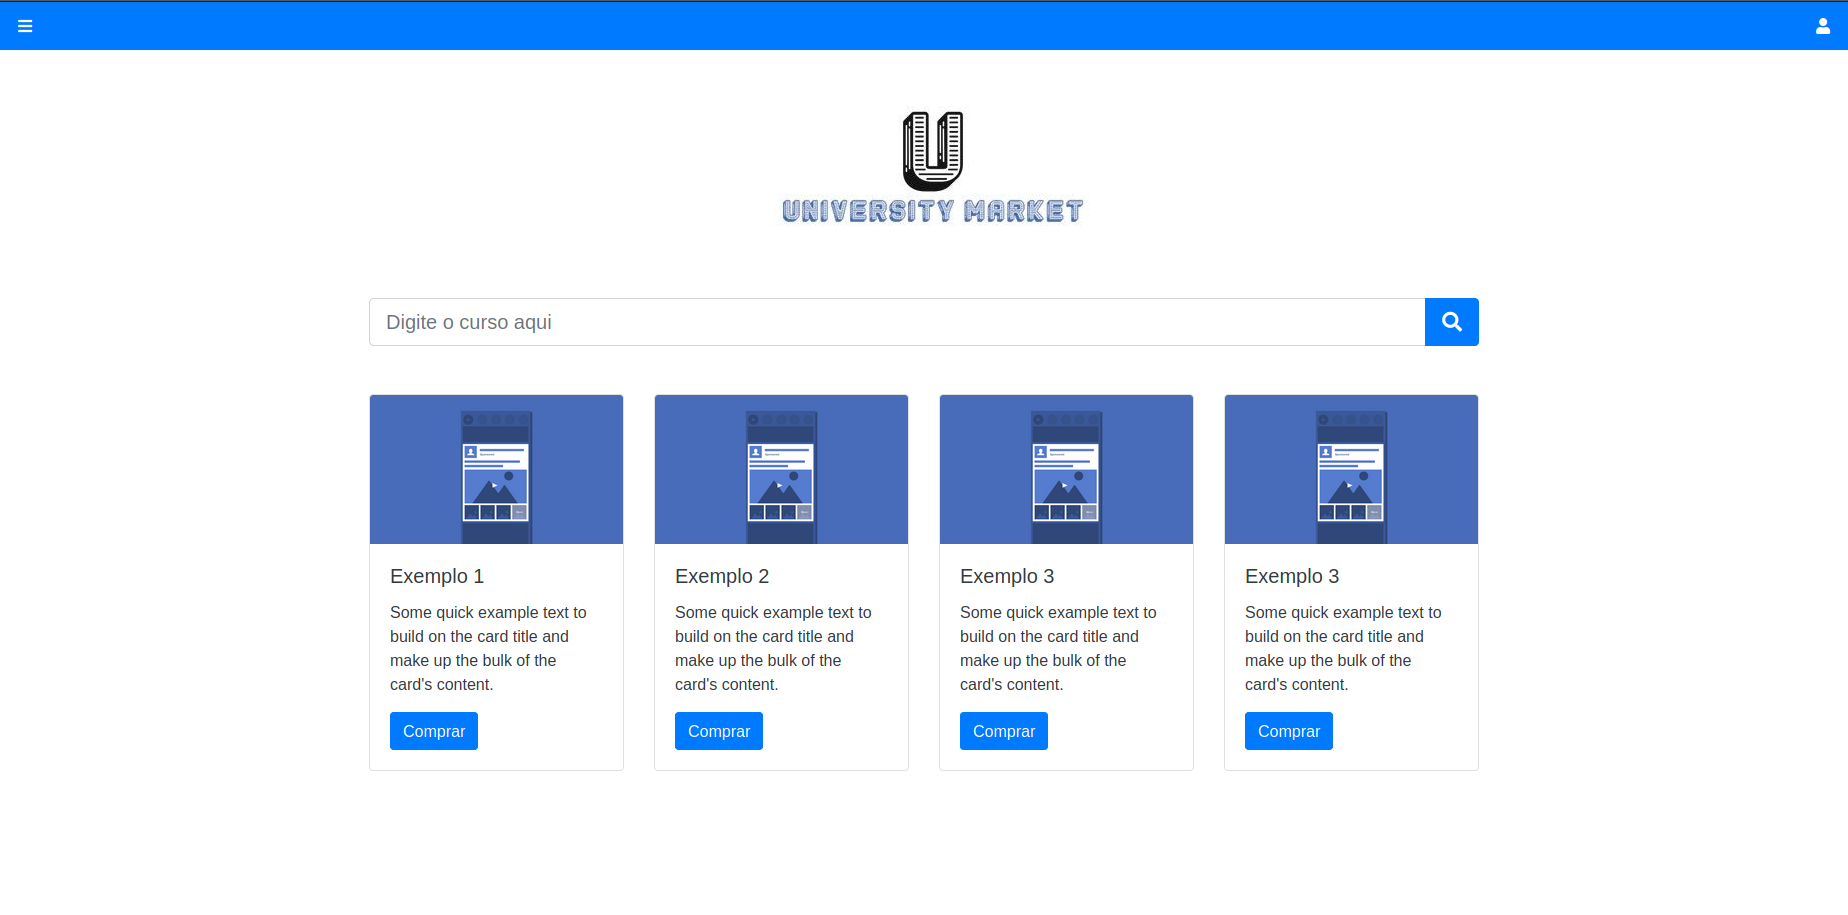 U
UNIVERSITY MARKET
Digite o curso aqui
Exemplo 1
Some quick example text to
build on the card title and
make up the bulk of the
card's content.
Comprar
Exemplo 2
Some quick example text to
build on the card title and
make up the bulk of the
card's content.
Comprar
Exemplo 3
Some quick example text to
build on the card title and
make up the bulk of the
card's content.
Comprar
Exemplo 3
Some quick example text to
build on the card title and
make up the bulk of the
card's content.
Comprar